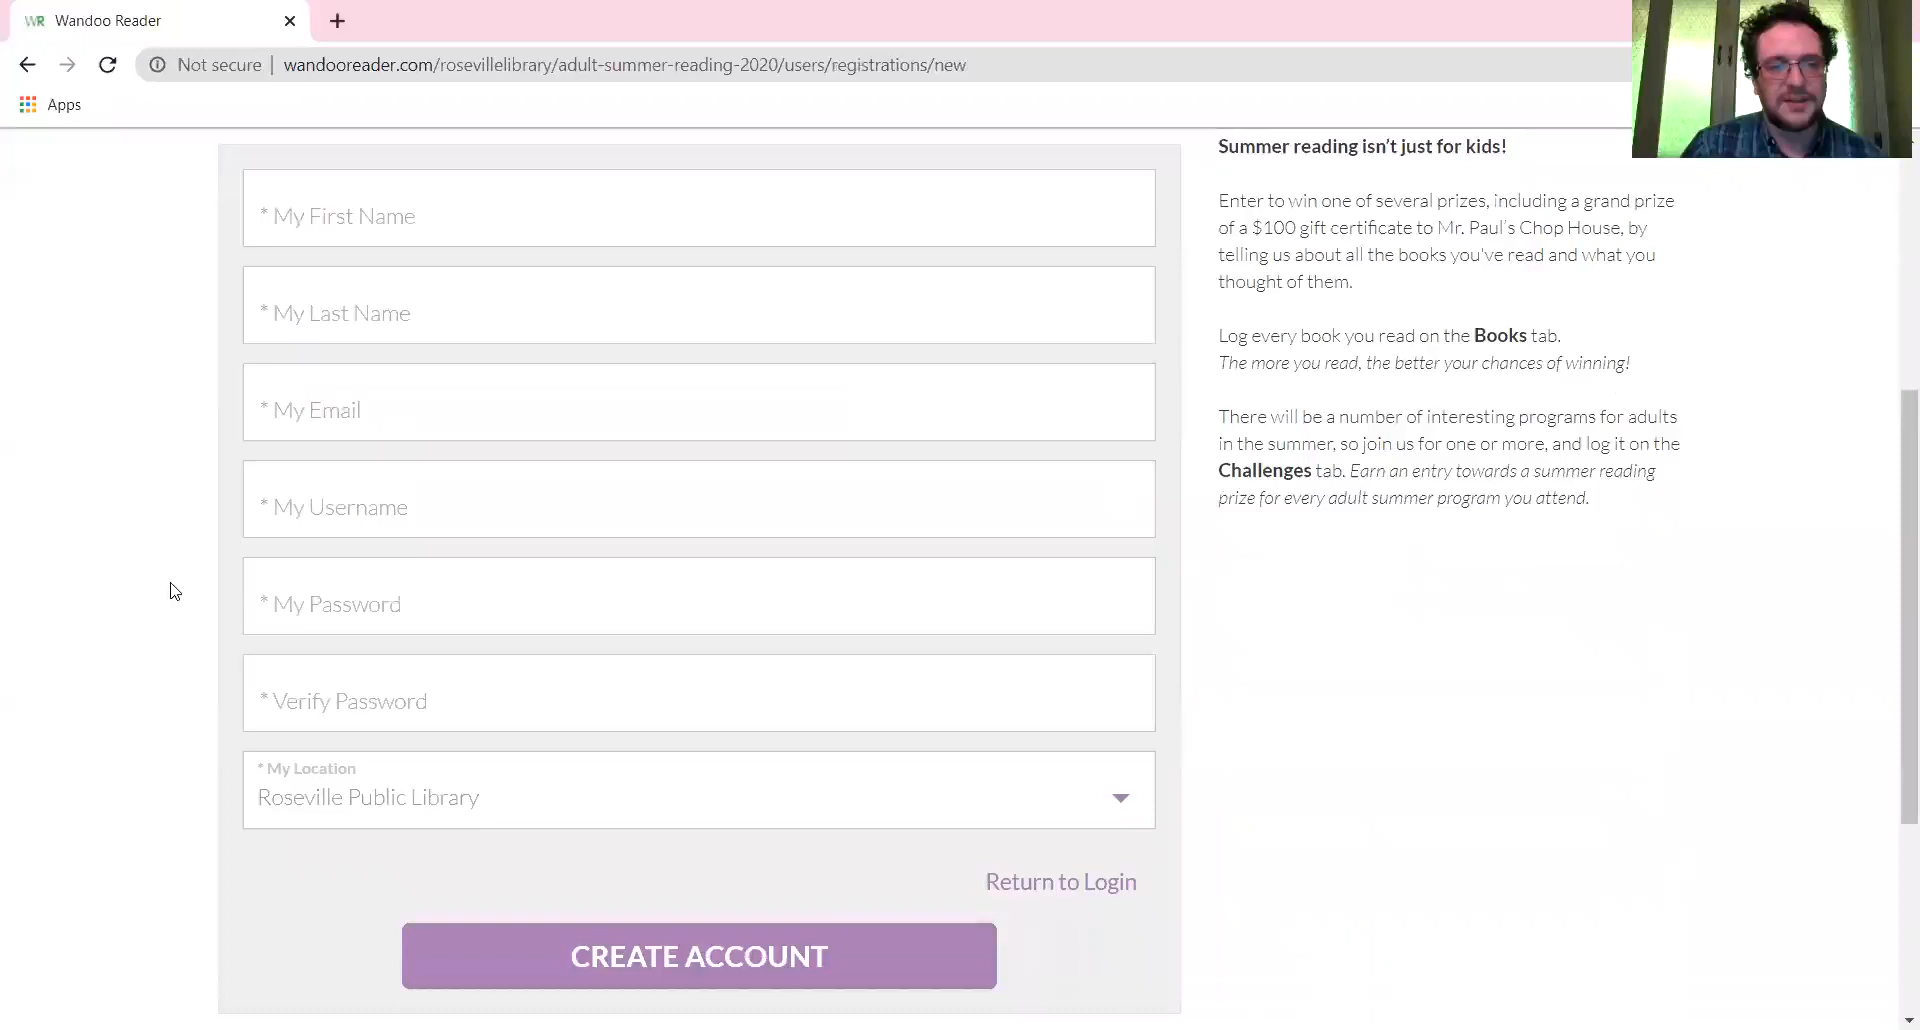 WR Wandoo Reader
Not secure | wandooreader.com/rosevillelibrary/adult-summer-reading-2020/users/registrations/new
Apps
* My First Name
* My Last Name
* My Email
* My Username
* My Password
* Verify Password
* My Location
Roseville Public Library
Return to Login
CREATE ACCOUNT
Summer reading isn't just for kids!
Enter to win one of several prizes, including a grand prize
of a $100 gift certificate to Mr. Paul's Chop House, by
telling us about all the books you've read and what you
thought of them.
Log every book you read on the Books tab.
The more you read, the better your chances of winning!
There will be a number of interesting programs for adults
in the summer, so join us for one or more, and log it on the
Challenges tab. Earn an entry towards a summer reading
prize for every adult summer program you attend.